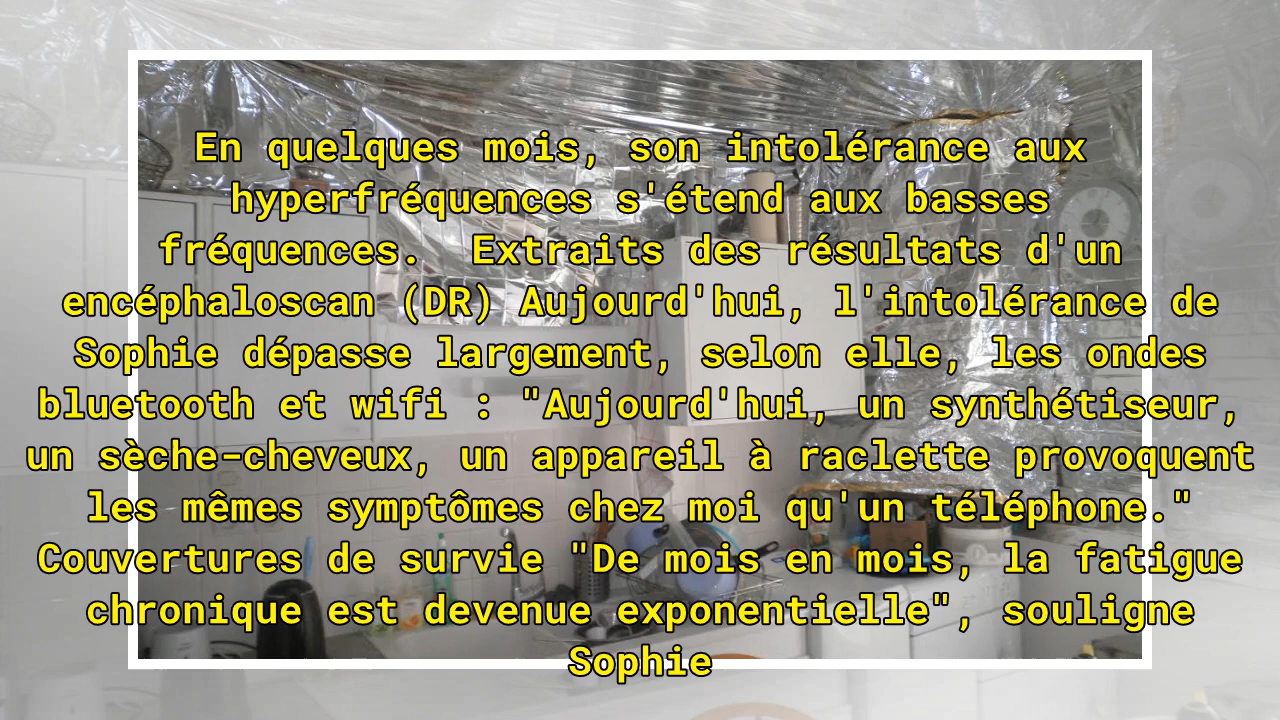 En quelques mois, son intolérance aux
hyperfréquences s'étend aux basses
fréquences.  Extraits des résultats d'un
encéphaloscan (DR) Aujourd'hui, l'intolérance de
Sophie dépasse largement, selon elle, les ondes
bluetooth et wifi : "Aujourd'hui, un synthétiseur,
un sèche-cheveux, un appareil à raclette provoquent
les mêmes symptômes chez moi qu'un téléphone."
Couvertures de survie "De mois en mois, la fatigue
chronique est devenue exponentielle", souligne
Sophie